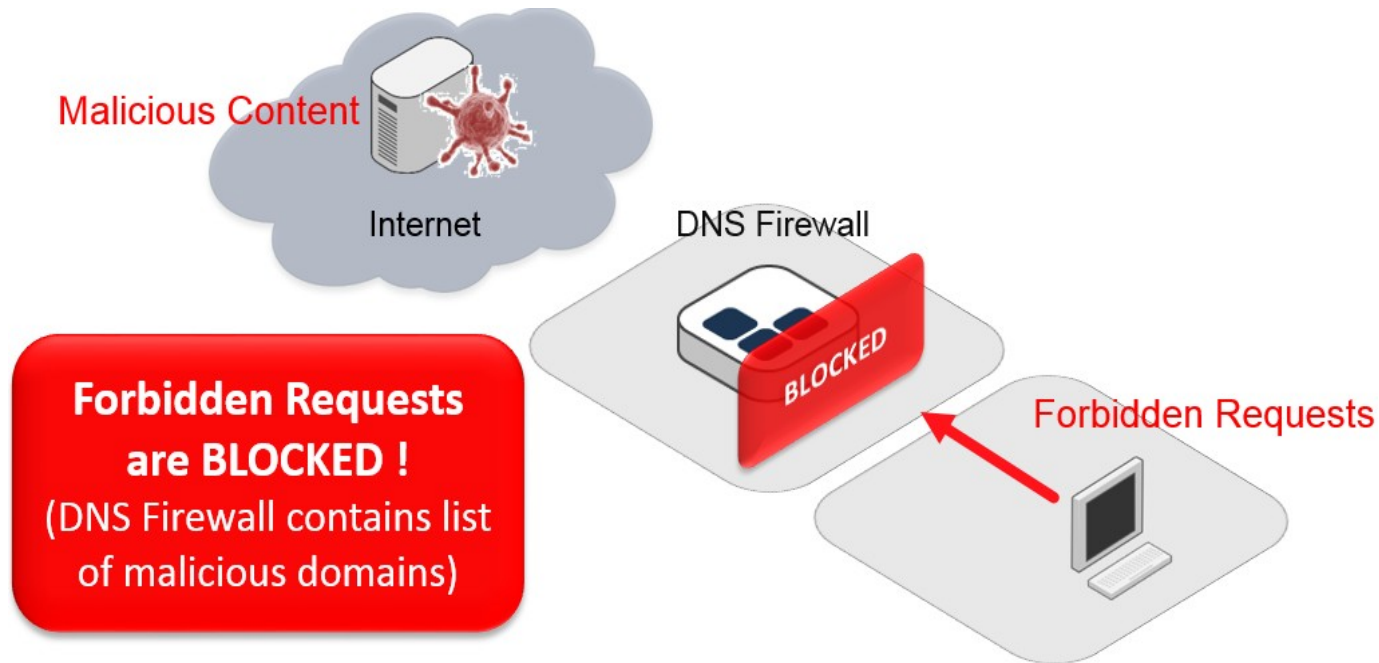 Malicious Content
Internet
DNS Firewall
BLOCKED
Forbidden Requests
Forbidden Requests
are BLOCKED !
(DNS Firewall contains list
of malicious domains)